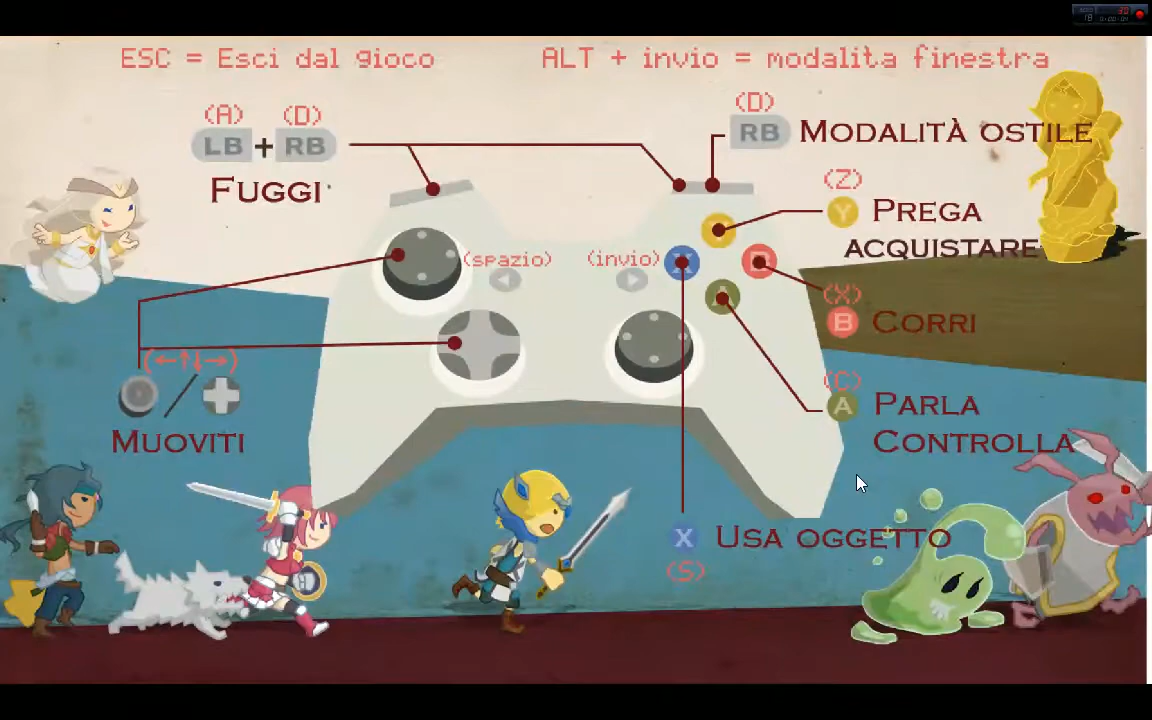 ESC = Esci dal gioco
ALT + invio = modalita finestra
(A) (D)
LB + RB
FUGGI
(D)
RB MODALITÀ OSTILE
(Z)
Y PREGA
ACQUISTARE
(spazio)
(invio)
X
B
A
(X)
B CORRI
(←↑↓→)
MUOVITI
(C)
A PARLA
CONTROLLA
X USA OGGETTO
(S)